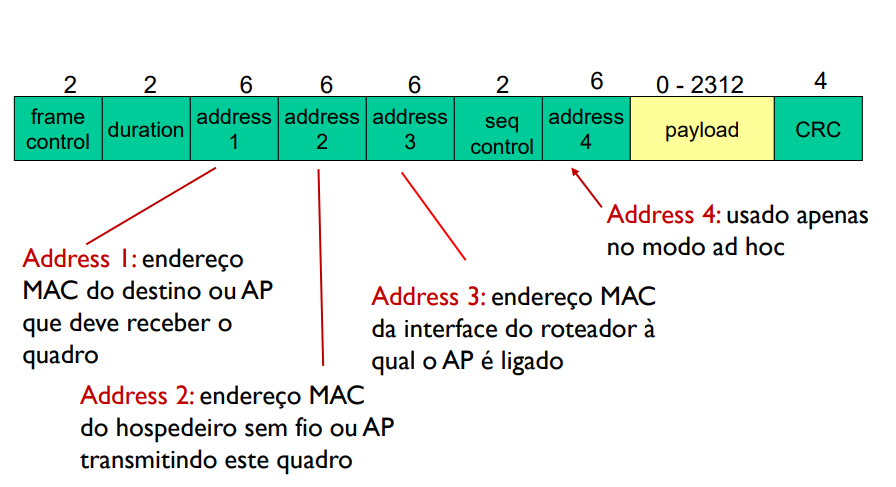 2 2 6 6 6 2 6 0 - 2312 4
frame control duration address 1 address 2 address 3 seq control address 4 payload CRC
Address 4: usado apenas
no modo ad hoc
Address 1: endereço
MAC do destino ou AP
que deve receber o
quadro
Address 3: endereço MAC
da interface do roteador à
qual o AP é ligado
Address 2: endereço MAC
do hospedeiro sem fio ou AP
transmitindo este quadro